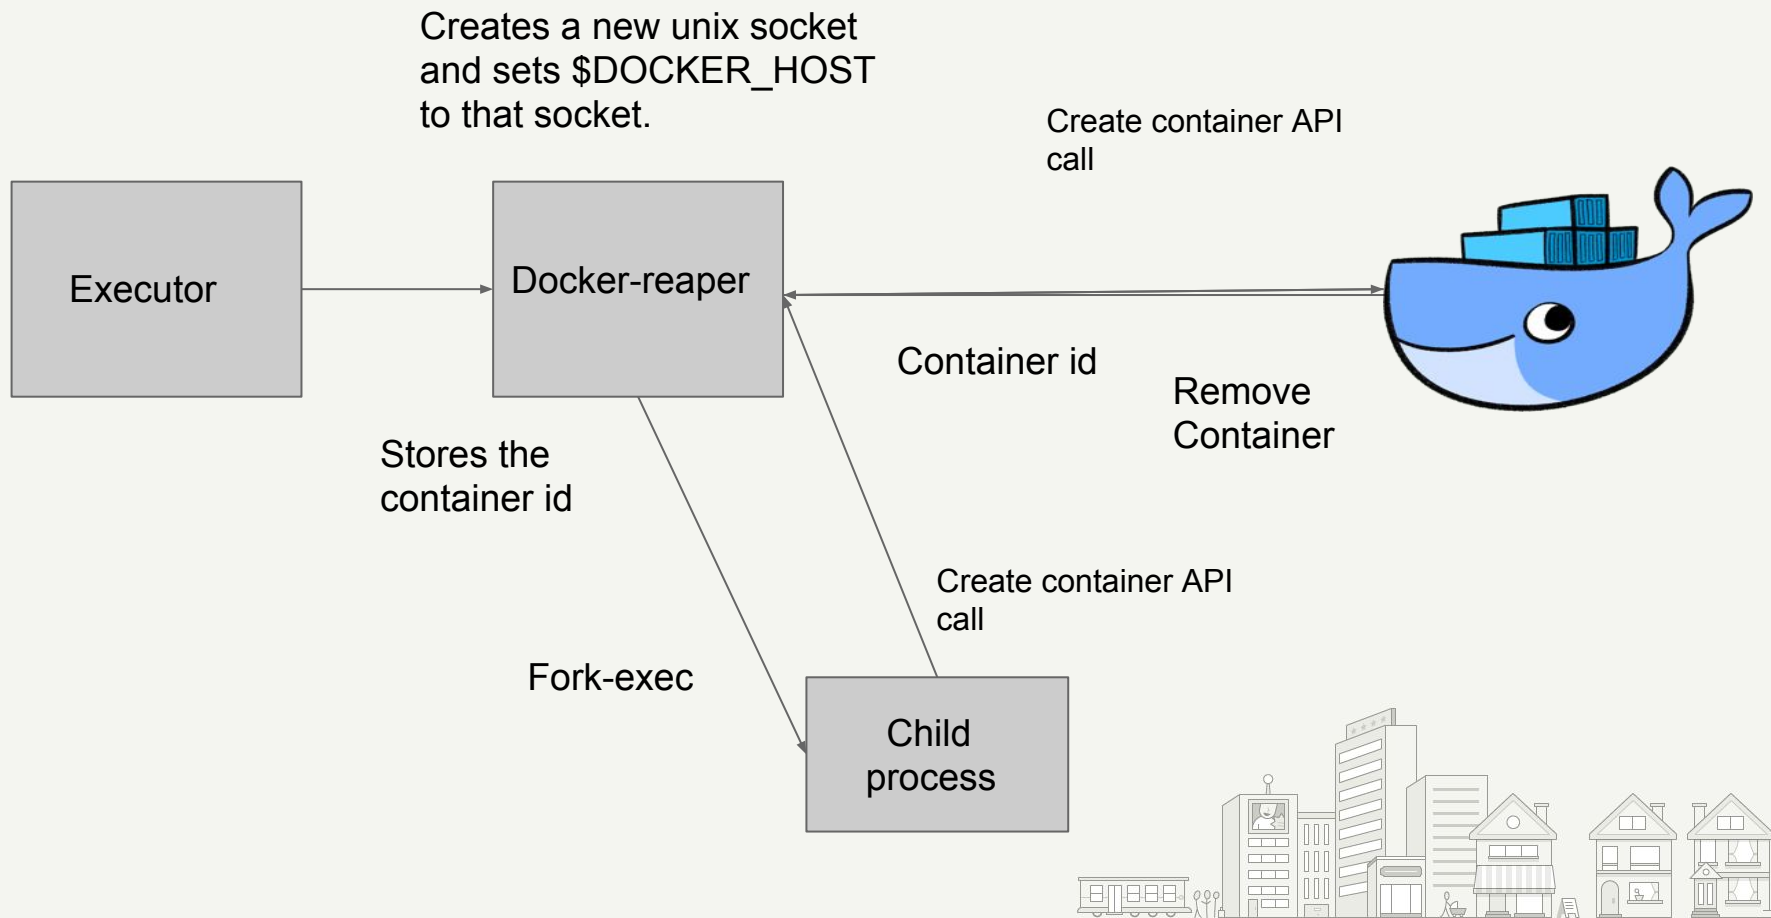 Creates a new unix socket
and sets $DOCKER_HOST
to that socket.
Create container API
call
Executor
Docker-reaper
Container id
Remove
Container
Stores the
container id
Create container API
call
Fork-exec
Child
process